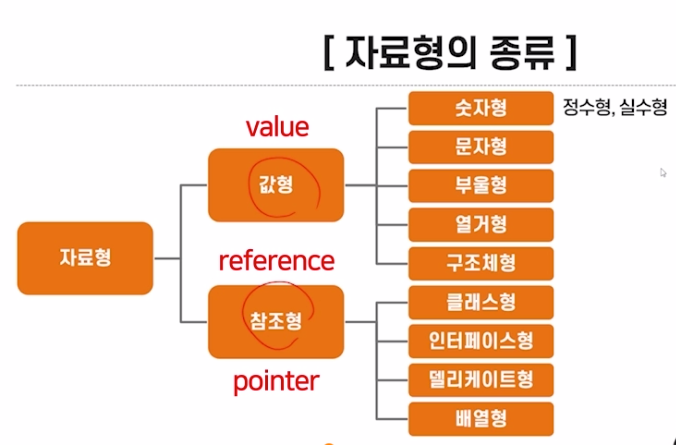 [ 자료형의 종류 ]
value
값형
reference
참조형
pointer
자료형
숫자형
정수형, 실수형
문자형
부울형
열거형
구조체형
클래스형
인터페이스형
델리케이트형
배열형